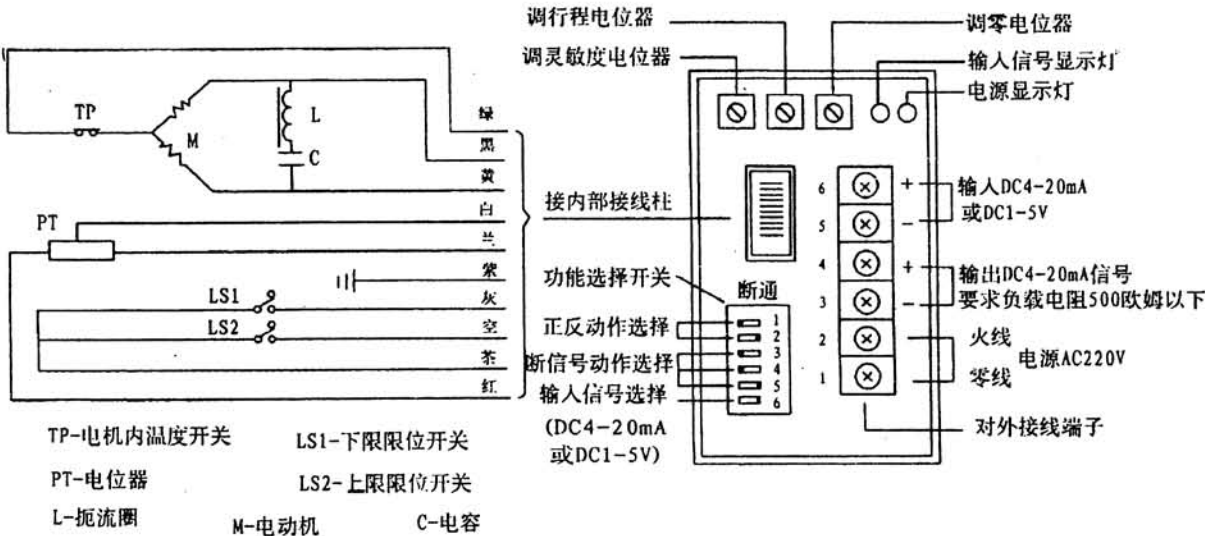 调行程电位器
调零电位器
调灵敏度电位器
输入信号显示灯
电源显示灯
TP
M
L
C
绿
黑
黄
白
兰
紫
灰
空
茶
红
PT
LS1
LS2
接内部接线柱
功能选择开关
断通
正反动作选择
断信号动作选择
输入信号选择
(DC4-20mA
或DC1-5V)
1
2
3
4
5
6
6
5
4
3
2
1
+
-
+
-
输入DC4-20mA
或DC1-5V
输出DC4-20mA信号
要求负载电阻500欧姆以下
火线
电源AC220V
零线
对外接线端子
TP-电机内温度开关
LS1-下限限位开关
PT-电位器
LS2-上限限位开关
L-扼流圈
M-电动机
C-电容